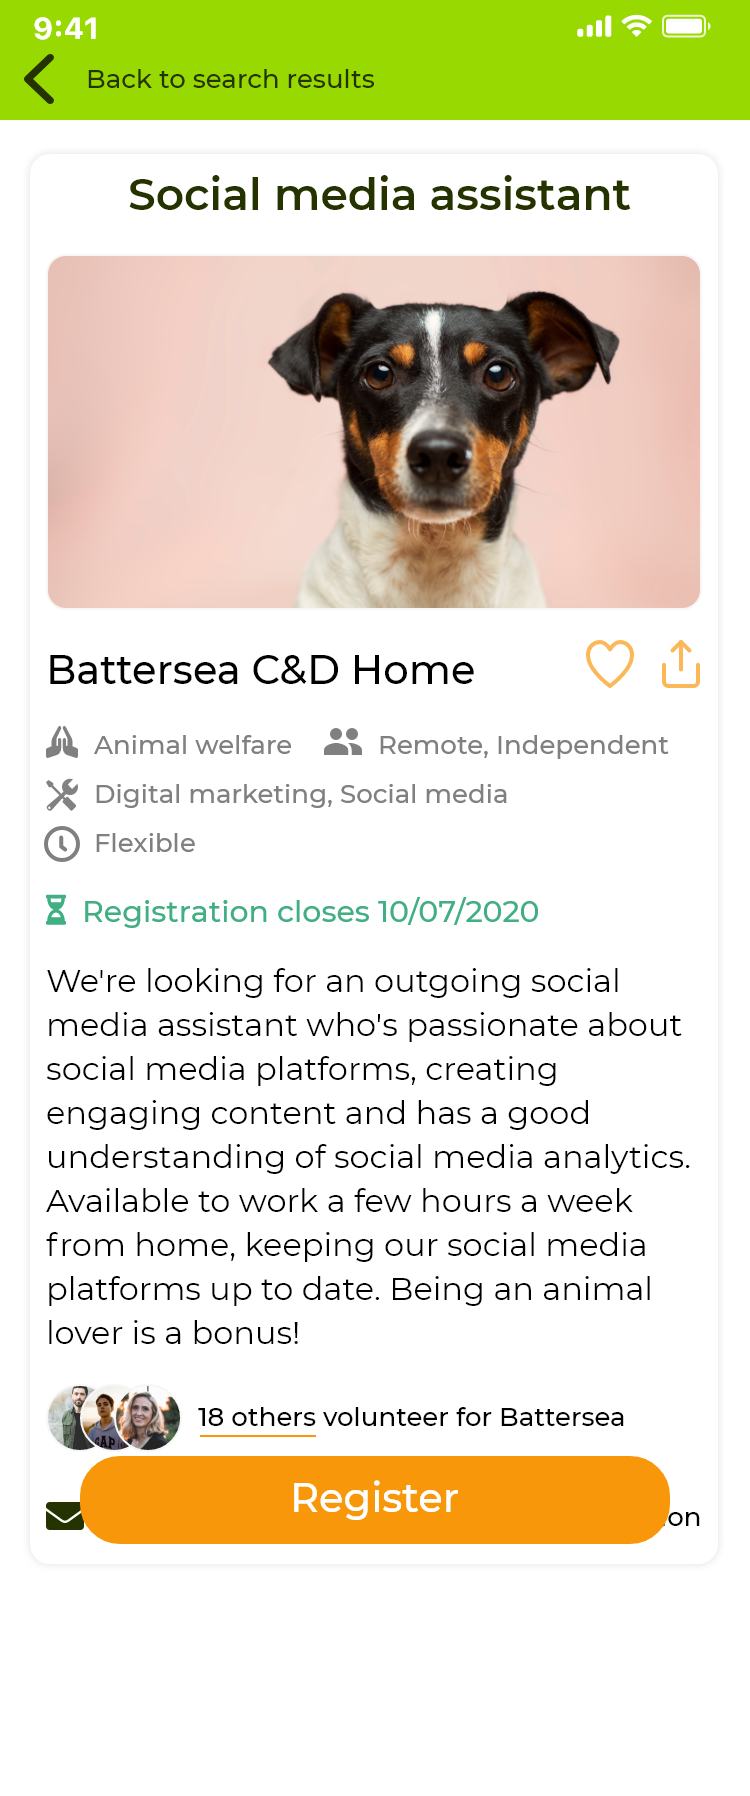 9:41
Back to search results
Social media assistant
Battersea C&D Home
Animal welfare
Remote, Independent
Digital marketing, Social media
Flexible
Registration closes 10/07/2020
We're looking for an outgoing social
media assistant who's passionate about
social media platforms, creating
engaging content and has a good
understanding of social media analytics.
Available to work a few hours a week
from home, keeping our social media
platforms up to date. Being an animal
lover is a bonus!
GAP
18 others volunteer for Battersea
Register